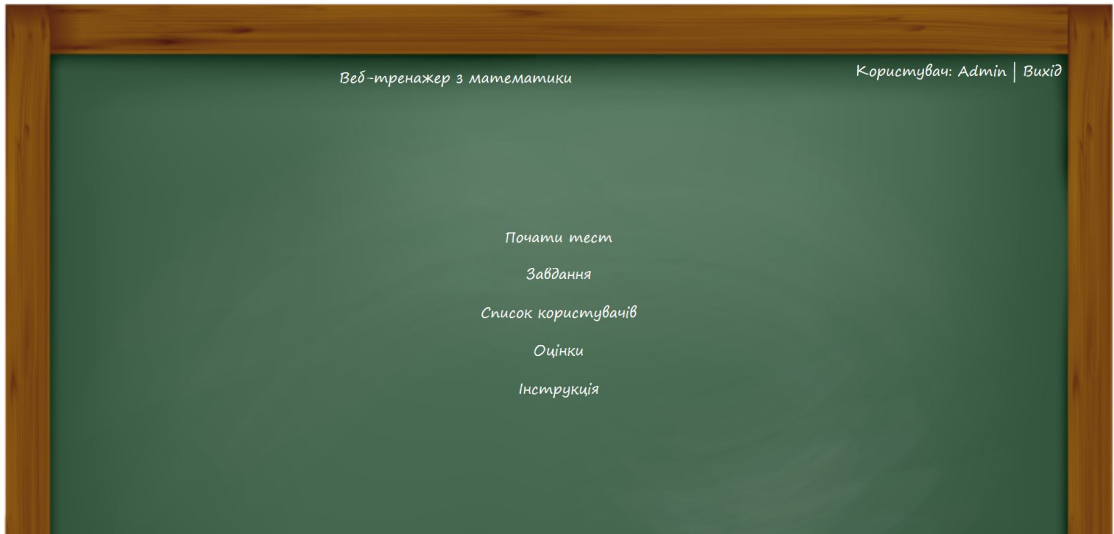 Веб-тренажер з математики
Користувач: Admin | Вихід
Почати тест
Завдання
Список користувачів
Оцінки
Інструкція